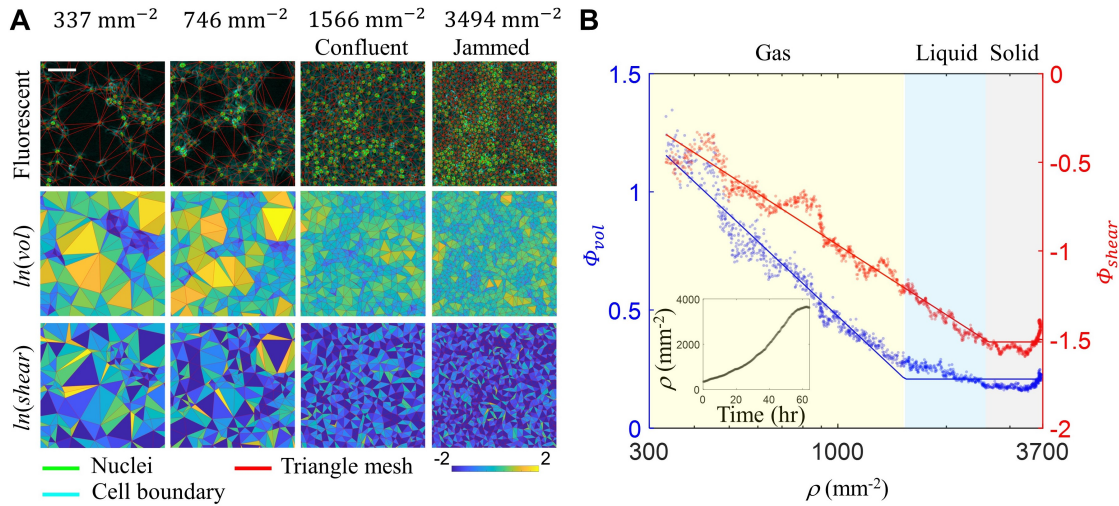 A
337 mm⁻²
746 mm⁻²
1566 mm⁻²
3494 mm⁻²
Confluent
Jammed
Fluorescent
ln(vol)
ln(shear)
Nuclei
Triangle mesh
-2
2
Cell boundary
B
Gas
Liquid
Solid
1.5
1
0.5
0
Φvol
0
-0.5
-1
-1.5
-2
Φshear
4000
2000
0
ρ (mm⁻²)
0
20
40
60
Time (hr)
300
1000
3700
ρ (mm⁻²)